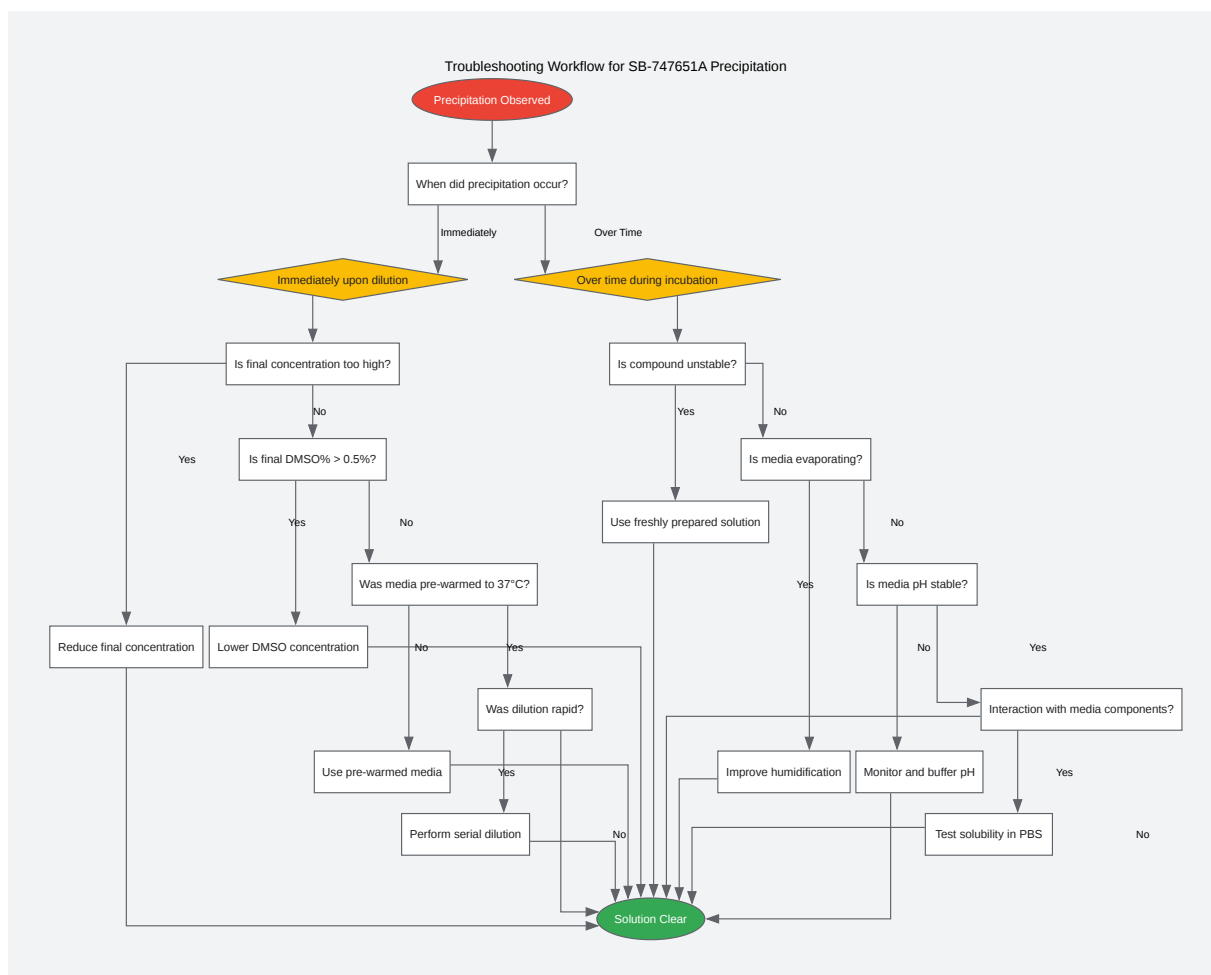 Troubleshooting Workflow for SB-747651A Precipitation
Precipitation Observed
When did precipitation occur?
Immediately
Over Time
Immediately upon dilution
Over time during incubation
Is final concentration too high?
Is compound unstable?
No
Yes
No
Yes
Is final DMSO% > 0.5%?
Is media evaporating?
Yes
No
Use freshly prepared solution
No
Was media pre-warmed to 37°C?
Yes
Is media pH stable?
Reduce final concentration
Lower DMSO concentration
No
Yes
No
Yes
Was dilution rapid?
Interaction with media components?
Use pre-warmed media
Yes
Improve humidification
Monitor and buffer pH
Yes
Perform serial dilution
No
Test solubility in PBS
No
Solution Clear